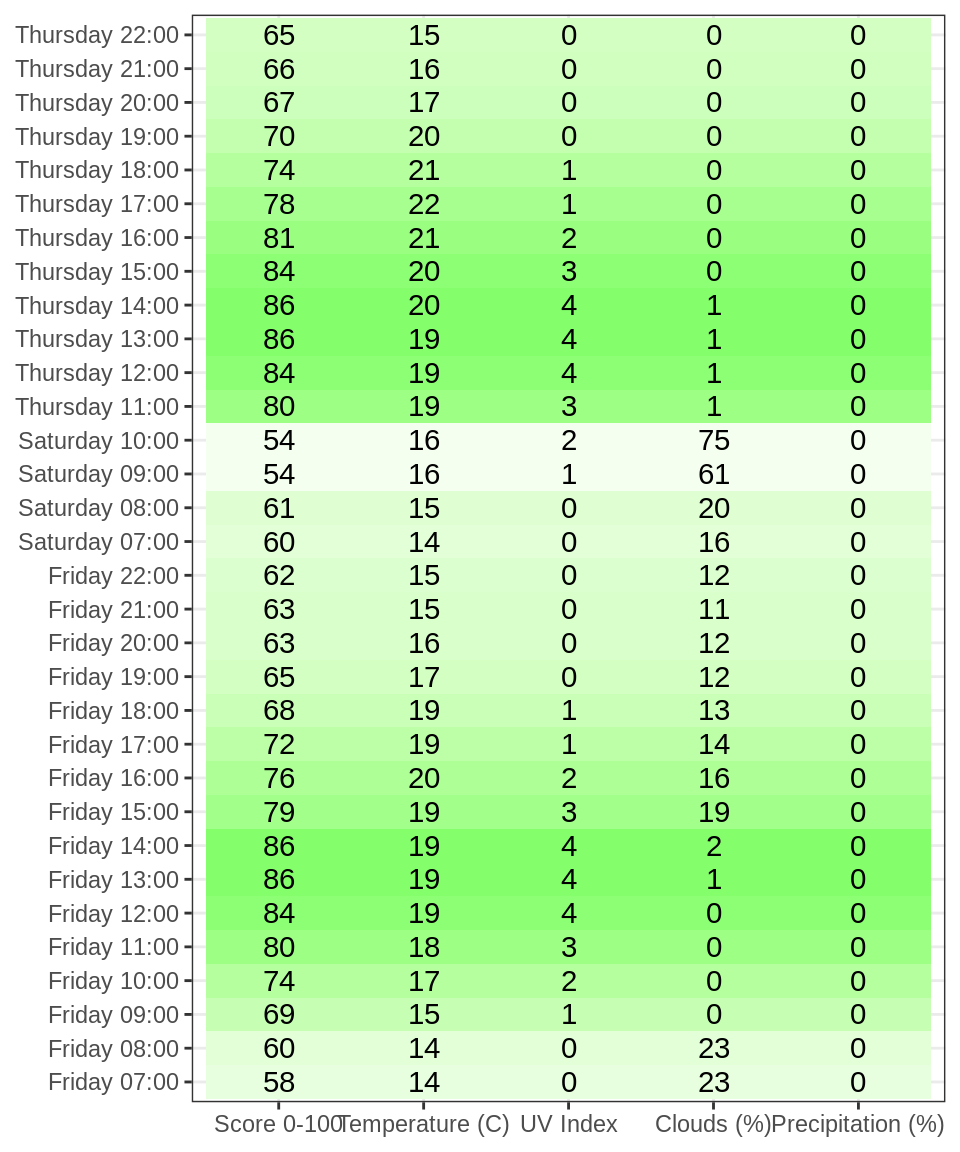 Thursday 22:00 65 15 0 0 0
Thursday 21:00 66 16 0 0 0
Thursday 20:00 67 17 0 0 0
Thursday 19:00 70 20 0 0 0
Thursday 18:00 74 21 1 0 0
Thursday 17:00 78 22 1 0 0
Thursday 16:00 81 21 2 0 0
Thursday 15:00 84 20 3 0 0
Thursday 14:00 86 20 4 1 0
Thursday 13:00 86 19 4 1 0
Thursday 12:00 84 19 4 1 0
Thursday 11:00 80 19 3 1 0
Saturday 10:00 54 16 2 75 0
Saturday 09:00 54 16 1 61 0
Saturday 08:00 61 15 0 20 0
Saturday 07:00 60 14 0 16 0
Friday 22:00 62 15 0 12 0
Friday 21:00 63 15 0 11 0
Friday 20:00 63 16 0 12 0
Friday 19:00 65 17 0 12 0
Friday 18:00 68 19 1 13 0
Friday 17:00 72 19 1 14 0
Friday 16:00 76 20 2 16 0
Friday 15:00 79 19 3 19 0
Friday 14:00 86 19 4 2 0
Friday 13:00 86 19 4 1 0
Friday 12:00 84 19 4 0 0
Friday 11:00 80 18 3 0 0
Friday 10:00 74 17 2 0 0
Friday 09:00 69 15 1 0 0
Friday 08:00 60 14 0 23 0
Friday 07:00 58 14 0 23 0
Score 0-100 Temperature (C) UV Index Clouds (%) Precipitation (%)